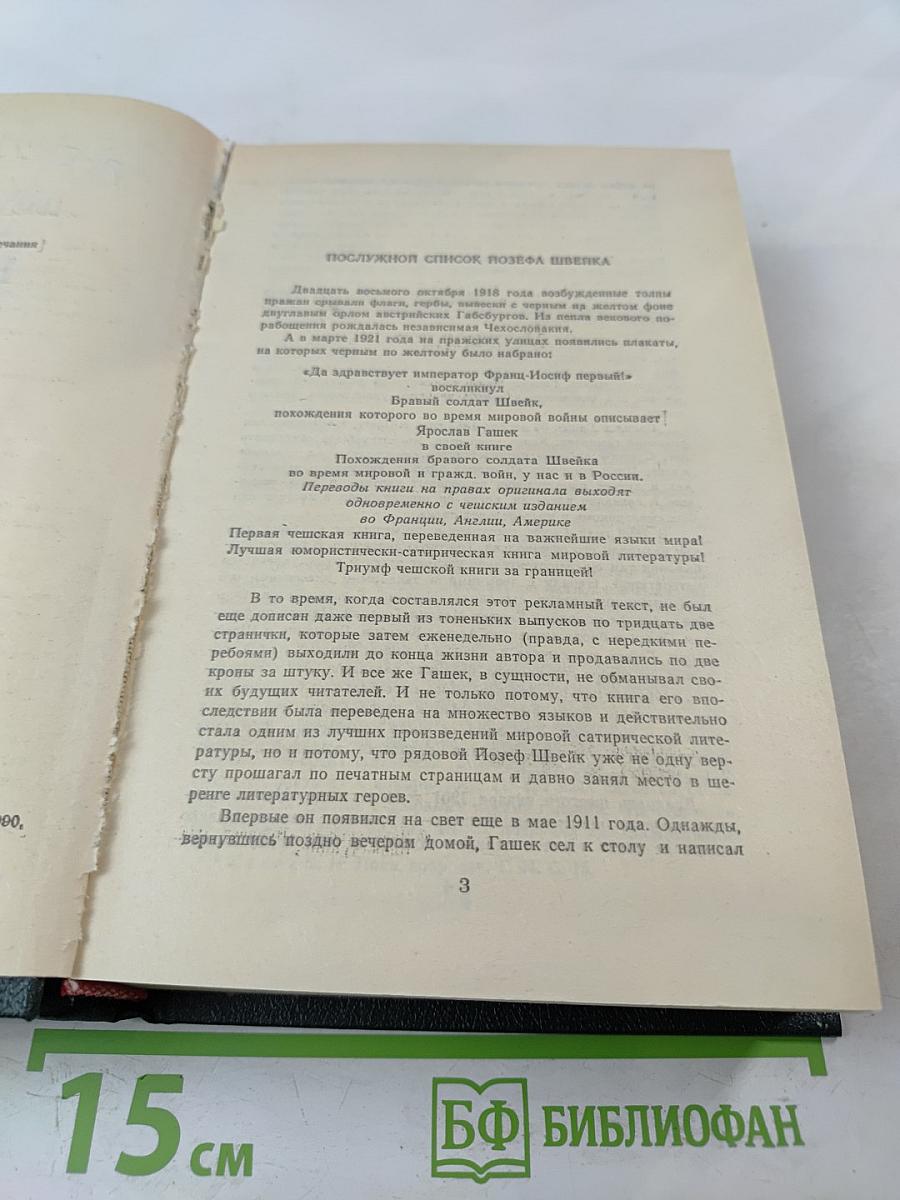 чания]
990,
ПОСЛУЖНОЙ СПИСОК ЙОЗЕФА ШВЕЙКА
Двадцать восьмого октября 1918 года возбужденные толпы
пражан срывали флаги, гербы, вывески с черным на желтом фоне
двуглавым орлом австрийских Габсбургов. Из пепла векового по-
рабощения рождалась независимая Чехословакия.
А в марте 1921 года на пражских улицах появились плакаты,
на которых черным по желтому было набрано:
«Да здравствует император Франц-Иосиф первый!»
воскликнул
Бравый солдат Швейк,
похождения которого во время мировой войны описывает
Ярослав Гашек
в своей книге
Похождения бравого солдата Швейка
во время мировой и гражд. войн, у нас и в России.
Переводы книги на правах оригинала выходят
одновременно с чешским изданием
во Франции, Англии, Америке
Первая чешская книга, переведенная на важнейшие языки мира!
Лучшая юмористически-сатирическая книга мировой литературы!
Триумф чешской книги за границей!
В то время, когда составлялся этот рекламный текст, не был
еще дописан даже первый из тоненьких выпусков по тридцать две
странички, которые затем еженедельно (правда, с нередкими пе-
ребоями) выходили до конца жизни автора и продавались по две
кроны за штуку. И все же Гашек, в сущности, не обманывал сво-
их будущих читателей. И не только потому, что книга его впо-
следствии была переведена на множество языков и действительно
стала одним из лучших произведений мировой сатирической лите-
ратуры, но и потому, что рядовой Йозеф Швейк уже не одну вер-
сту прошагал по печатным страницам и давно занял место в ше-
ренге литературных героев.
Впервые он появился на свет еще в мае 1911 года. Однажды,
вернувшись поздно вечером домой, Гашек сел к столу и написал
3
15 см
БФ БИБЛИОФАН